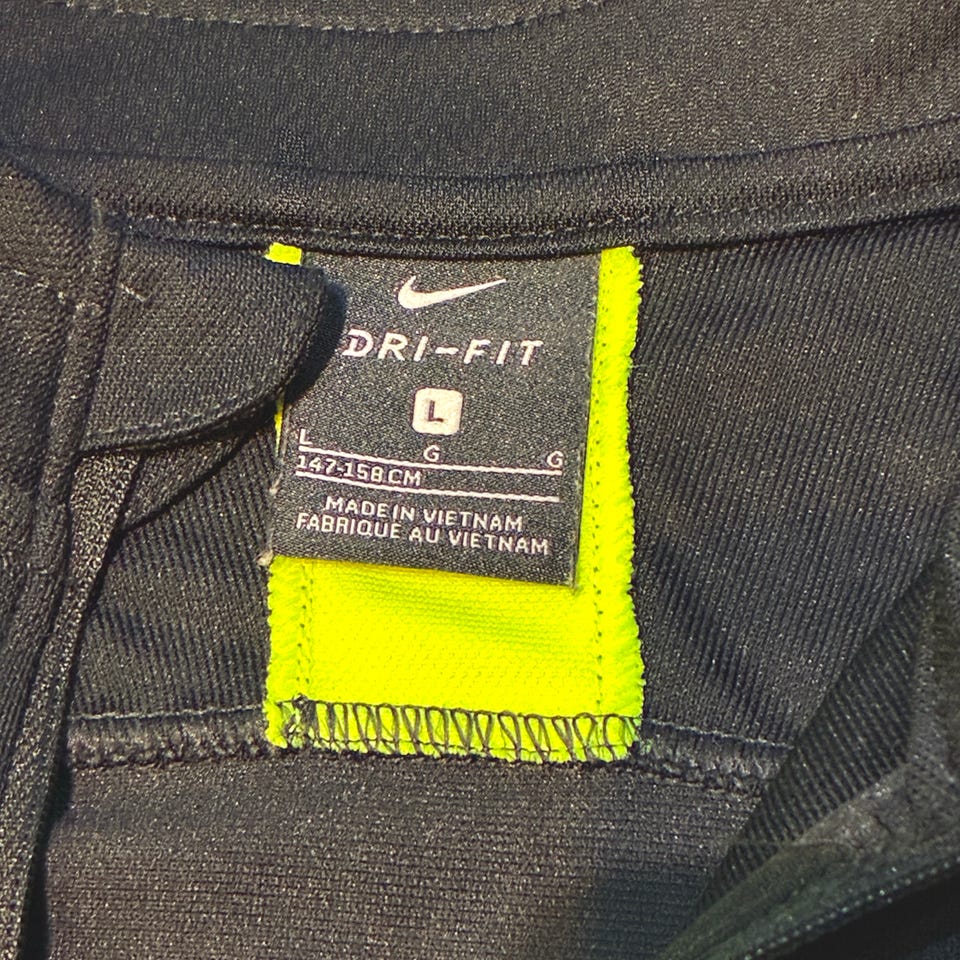 DRI-FIT
L
L G G
147-158 CM
MADE IN VIETNAM
FABRIQUE AU VIETNAM